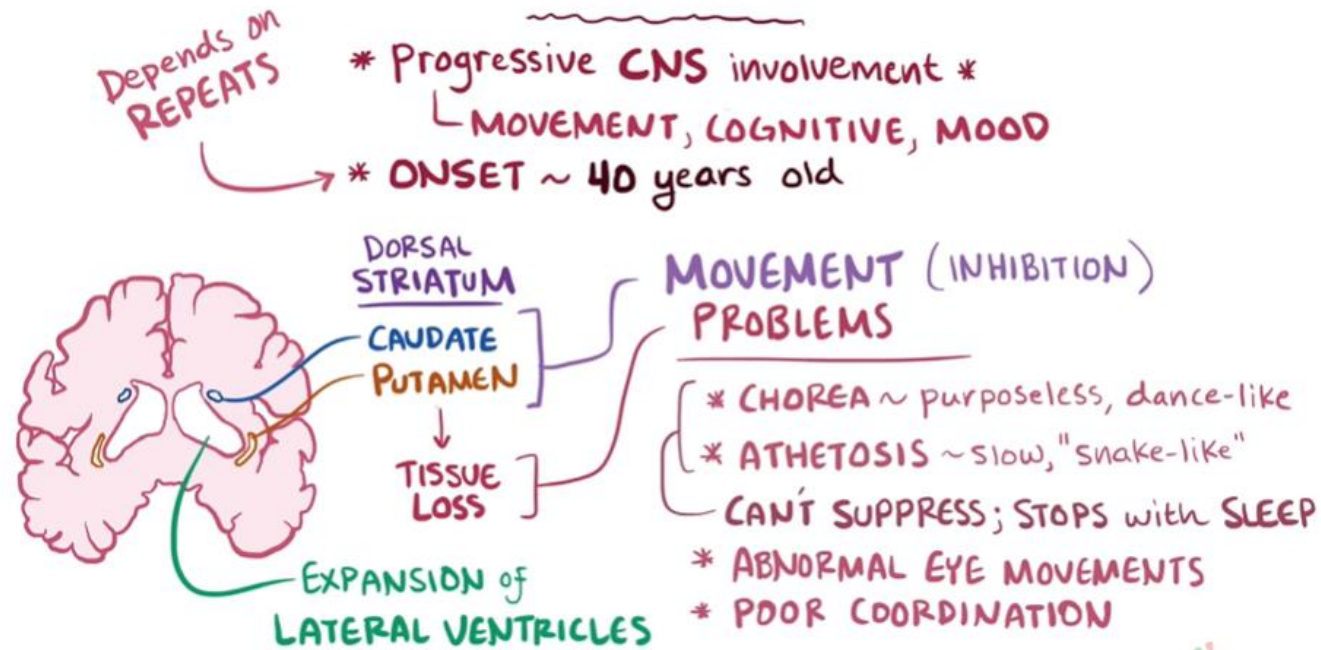 Depends on
REPEATS
* Progressive CNS involvement *
MOVEMENT, COGNITIVE, MOOD
* ONSET ~ 40 years old
DORSAL
STRIATUM
CAUDATE
PUTAMEN
TISSUE
LOSS
EXPANSION of
LATERAL VENTRICLES
MOVEMENT (INHIBITION)
PROBLEMS
* CHOREA ~ purposeless, dance-like
* ATHETOSIS ~ slow, "snake-like"
CAN'T SUPPRESS; STOPS with SLEEP
* ABNORMAL EYE MOVEMENTS
* POOR COORDINATION